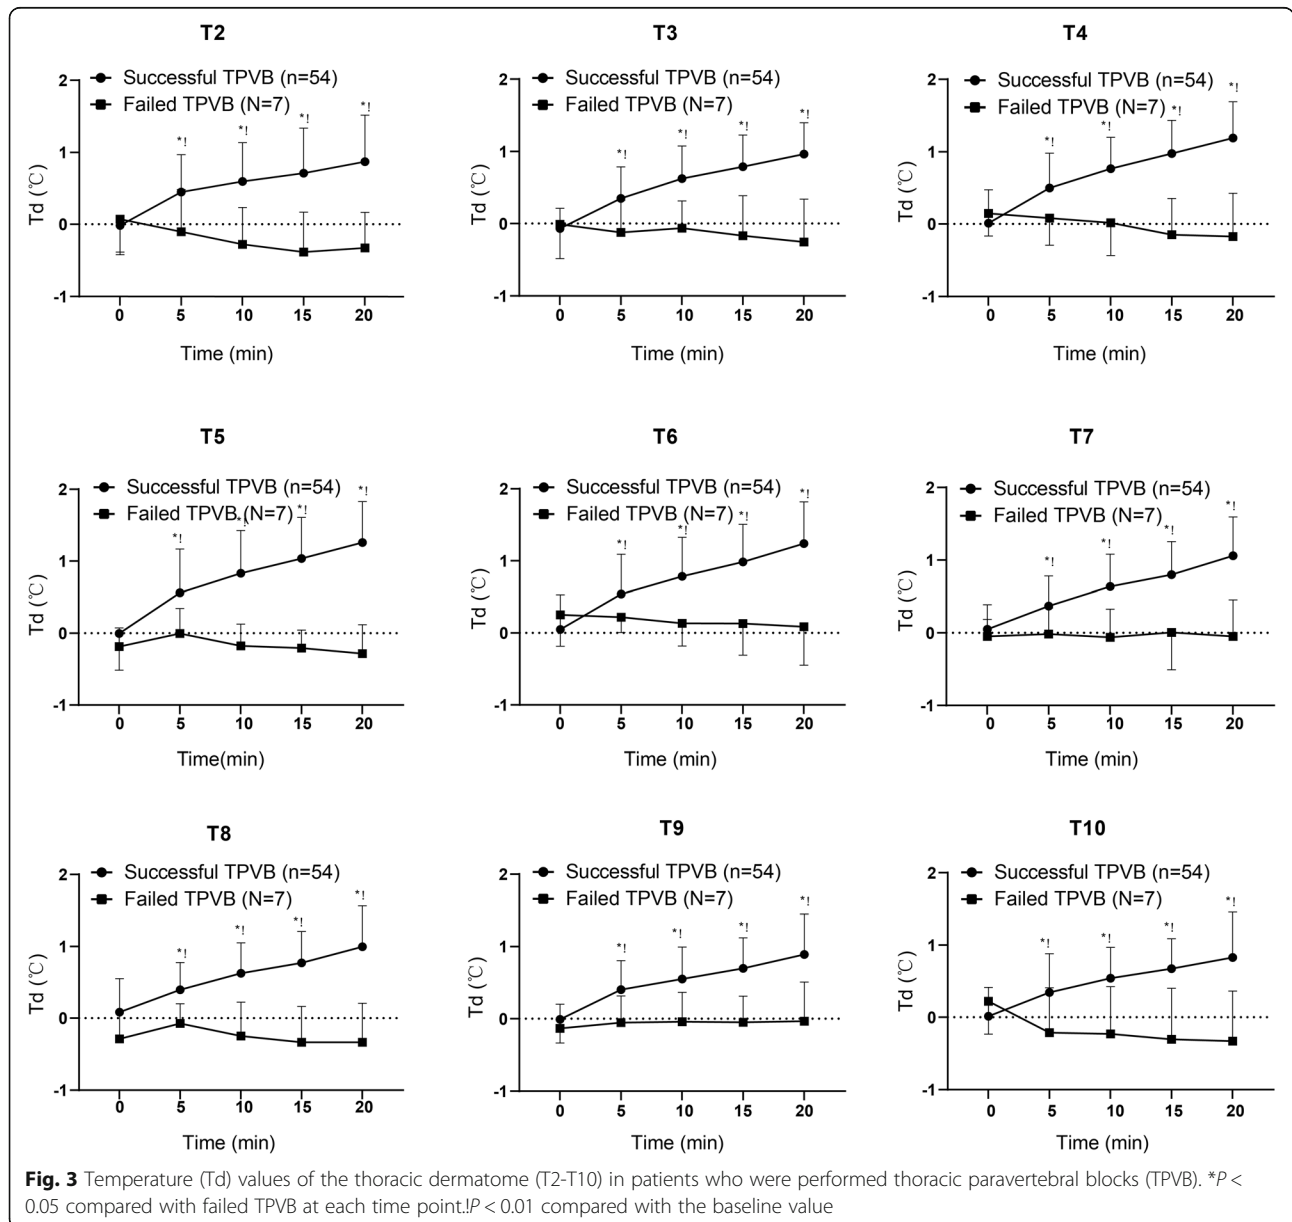 T2
Successful TPVB (n=54)
Failed TPVB (N=7)
Td (℃)
2
1
0
-1
*! *! *! *!
0 5 10 15 20
Time (min)
T3
Successful TPVB (n=54)
Failed TPVB (N=7)
Td (℃)
2
1
0
-1
*! *! *! *!
0 5 10 15 20
Time (min)
T4
Successful TPVB (n=54)
Failed TPVB (N=7)
Td (℃)
2
1
0
-1
*! *! *! *!
0 5 10 15 20
Time (min)
T5
Successful TPVB (n=54)
Failed TPVB (N=7)
Td (℃)
2
1
0
-1
*! *! *! *!
0 5 10 15 20
Time(min)
T6
Successful TPVB (n=54)
Failed TPVB (N=7)
Td (℃)
2
1
0
-1
*! *! *! *!
0 5 10 15 20
Time (min)
T7
Successful TPVB (n=54)
Failed TPVB (N=7)
Td (℃)
2
1
0
-1
*! *! *! *!
0 5 10 15 20
Time (min)
T8
Successful TPVB (n=54)
Failed TPVB (N=7)
Td (℃)
2
1
0
-1
*! *! *! *!
0 5 10 15 20
Time (min)
T9
Successful TPVB (n=54)
Failed TPVB (N=7)
Td (℃)
2
1
0
-1
*! *! *! *!
0 5 10 15 20
Time (min)
T10
Successful TPVB (n=54)
Failed TPVB (N=7)
Td (℃)
2
1
0
-1
*! *! *! *!
0 5 10 15 20
Time (min)
Fig. 3 Temperature (Td) values of the thoracic dermatome (T2-T10) in patients who were performed thoracic paravertebral blocks (TPVB). *P <
0.05 compared with failed TPVB at each time point.!P < 0.01 compared with the baseline value